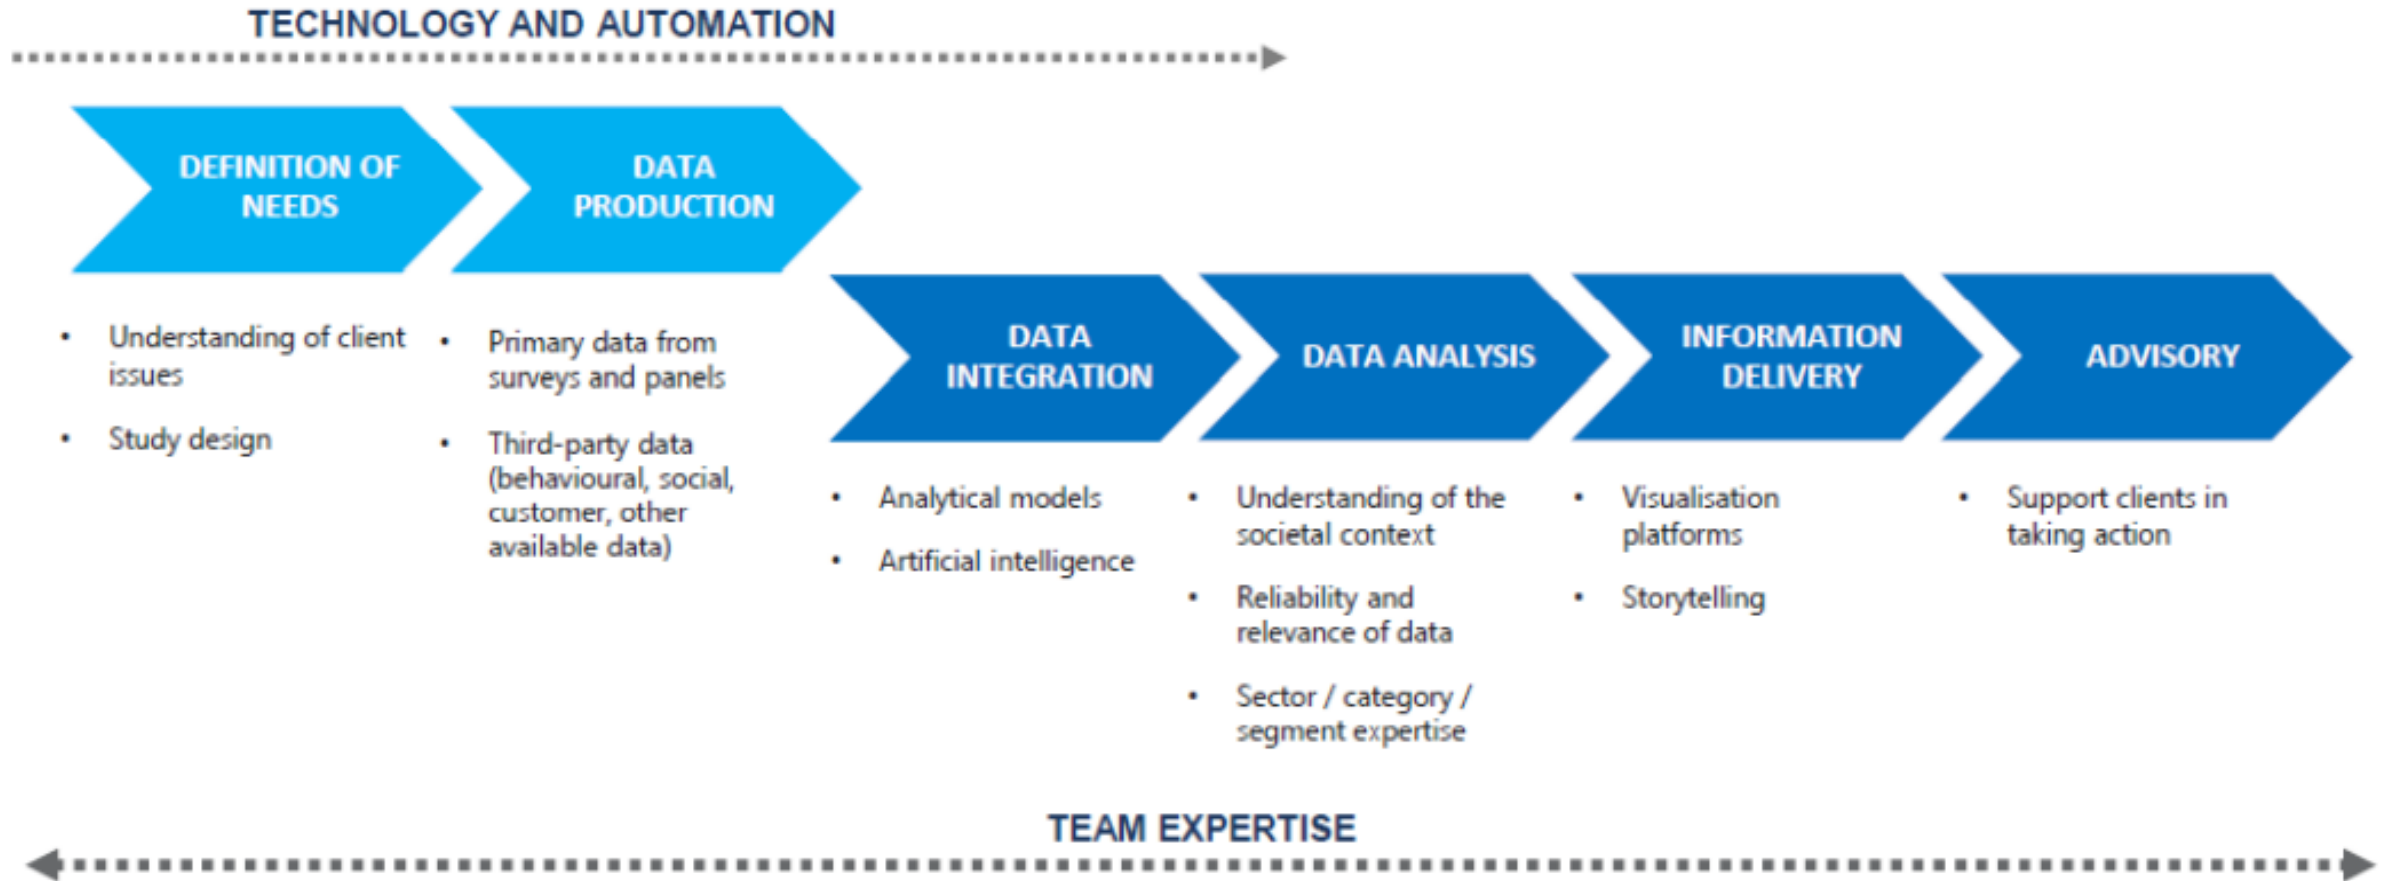 TECHNOLOGY AND AUTOMATION
DEFINITION OF
NEEDS
• Understanding of client
issues
• Study design
DATA
PRODUCTION
• Primary data from
surveys and panels
• Third-party data
(behavioural, social,
customer, other
available data)
DATA
INTEGRATION
• Analytical models
• Artificial intelligence
DATA ANALYSIS
• Understanding of the
societal context
• Reliability and
relevance of data
• Sector / category /
segment expertise
INFORMATION
DELIVERY
• Visualisation
platforms
• Storytelling
ADVISORY
• Support clients in
taking action
TEAM EXPERTISE